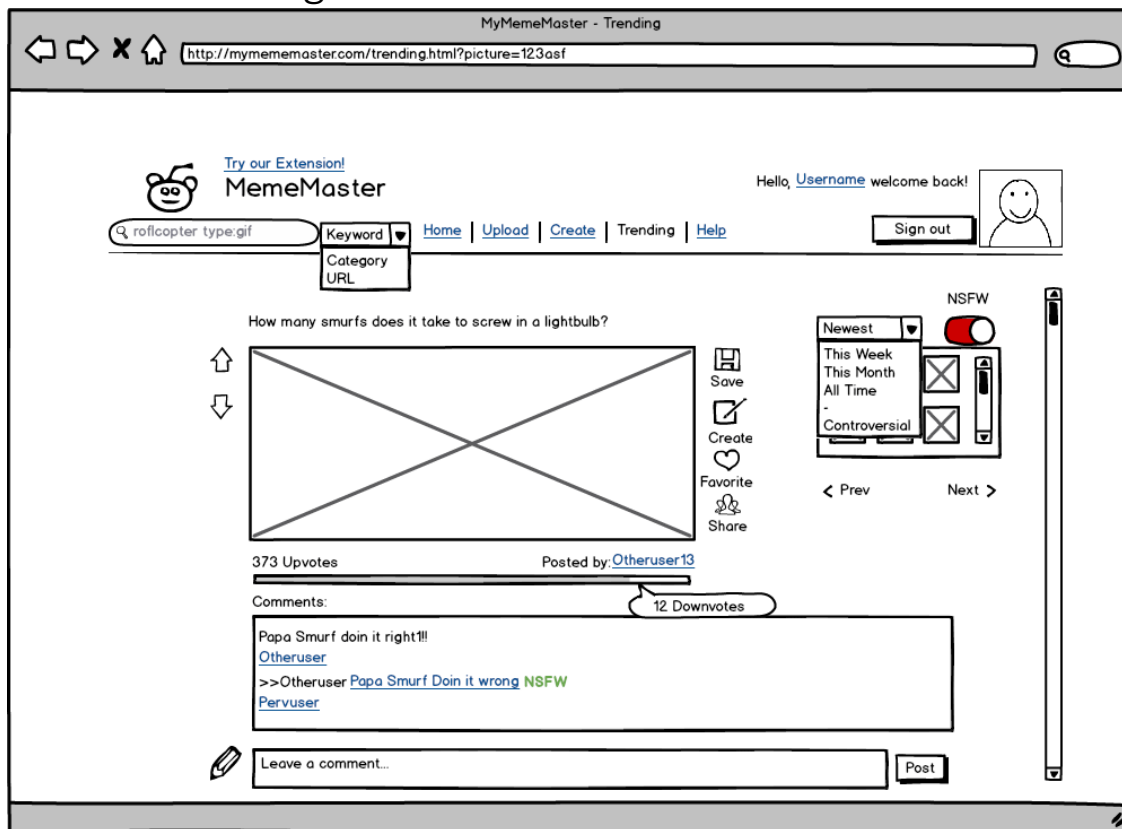 MyMemeMaster - Trending
http://mymememaster.com/trending.html?picture=123asf
Try our Extension!
MemeMaster
Hello, Username welcome back!
roflcopter type:gif
Keyword
Home | Upload | Create | Trending | Help
Sign out
Category
URL
NSFW
How many smurfs does it take to screw in a lightbulb?
Newest
This Week
This Month
All Time
-
Controversial
Save
Create
Favorite
Share
< Prev
Next >
373 Upvotes
Posted by: Otheruser13
12 Downvotes
Comments:
Papa Smurf doin it right1!!
Otheruser
>>Otheruser Papa Smurf Doin it wrong NSFW
Pervuser
Leave a comment...
Post